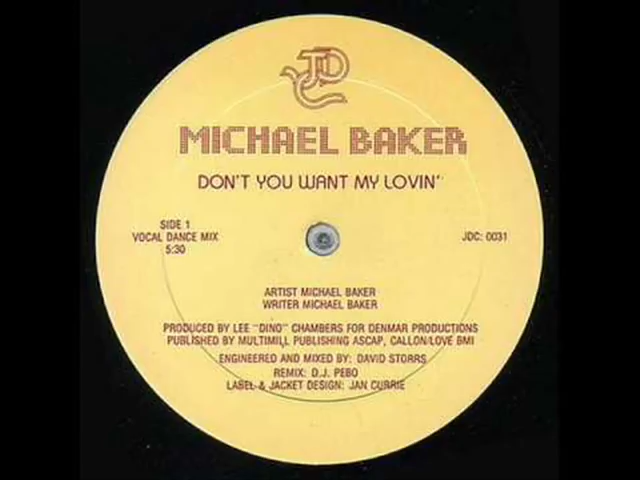 JDC
MICHAEL BAKER
DON'T YOU WANT MY LOVIN'
SIDE 1
VOCAL DANCE MIX
5:30
JDC: 0031
ARTIST MICHAEL BAKER
WRITER MICHAEL BAKER
PRODUCED BY LEE "DINO" CHAMBERS FOR DENMAR PRODUCTIONS
PUBLISHED BY MULTIMILL PUBLISHING ASCAP, CALLON/LOVE BMI
ENGINEERED AND MIXED BY: DAVID STORRS
REMIX: D.J. PEBO
LABEL & JACKET DESIGN: JAN CURRIE